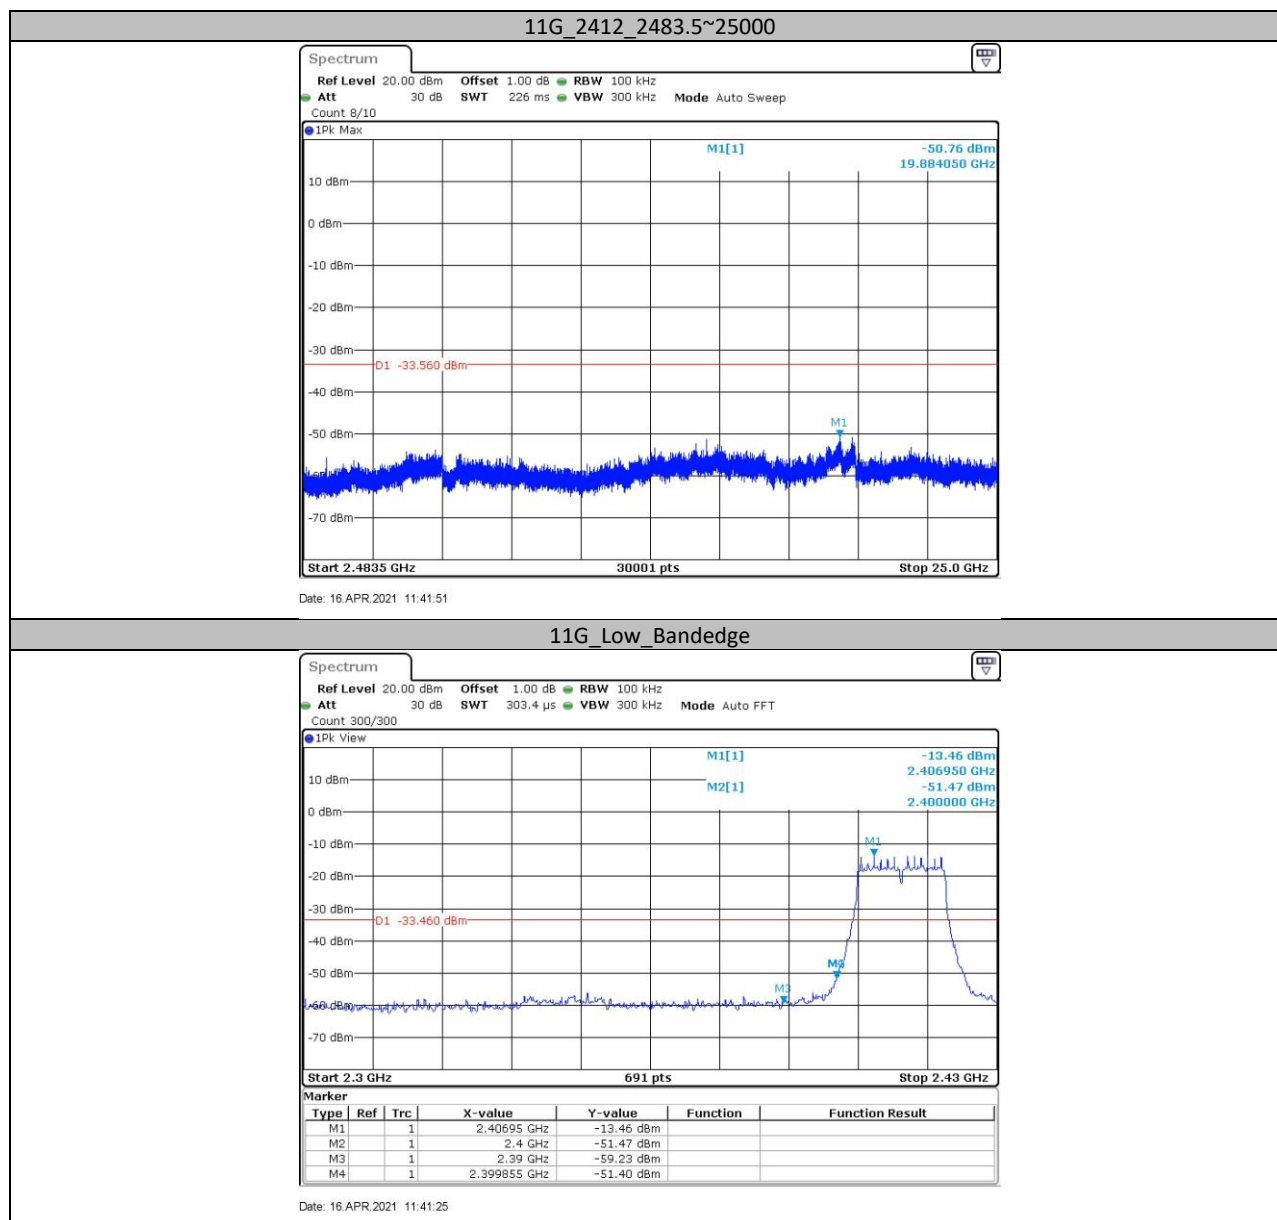 11G_2412_2483.5~25000
Spectrum
Ref Level 20.00 dBm Offset 1.00 dB RBW 100 kHz
Att 30 dB SWT 226 ms VBW 300 kHz Mode Auto Sweep
Count 8/10
1Pk Max
M1[1] -50.76 dBm
19.884050 GHz
10 dBm
0 dBm
-10 dBm
-20 dBm
-30 dBm
D1 -33.560 dBm
-40 dBm
M1
-50 dBm
-70 dBm
Start 2.4835 GHz 30001 pts Stop 25.0 GHz
Date: 16.APR.2021 11:41:51
11G_Low_Bandedge
Spectrum
Ref Level 20.00 dBm Offset 1.00 dB RBW 100 kHz
Att 30 dB SWT 303.4 µs VBW 300 kHz Mode Auto FFT
Count 300/300
1Pk View
M1[1] -13.46 dBm
2.406950 GHz
10 dBm
M2[1] -51.47 dBm
2.400000 GHz
0 dBm
-10 dBm
M1
-20 dBm
-30 dBm
D1 -33.460 dBm
-40 dBm
-50 dBm
M3
-60 dBm
-70 dBm
Start 2.3 GHz 691 pts Stop 2.43 GHz
Marker
Type Ref Trc X-value Y-value Function Function Result
M1 1 2.40695 GHz -13.46 dBm
M2 1 2.4 GHz -51.47 dBm
M3 1 2.39 GHz -59.23 dBm
M4 1 2.399855 GHz -51.40 dBm
Date: 16.APR.2021 11:41:25